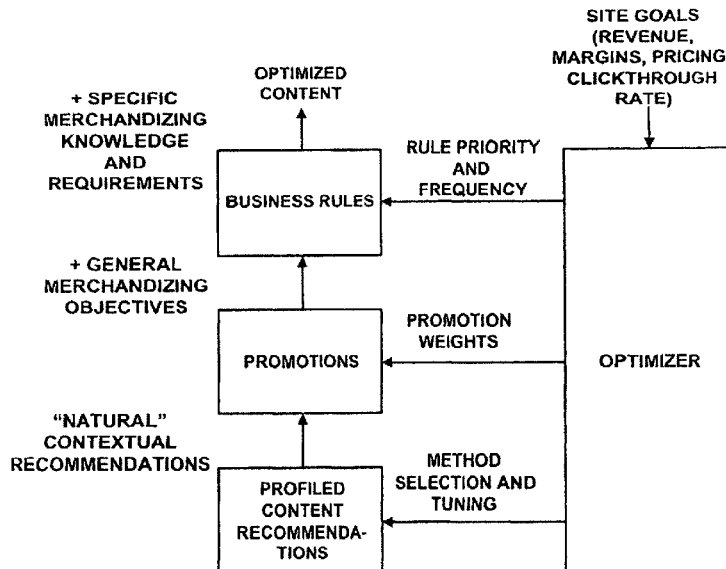 SITE GOALS
(REVENUE,
MARGINS, PRICING
CLICKTHROUGH
RATE)
OPTIMIZED
CONTENT
+ SPECIFIC
MERCHANDIZING
KNOWLEDGE
AND
REQUIREMENTS
RULE PRIORITY
AND
FREQUENCY
BUSINESS RULES
+ GENERAL
MERCHANDIZING
OBJECTIVES
PROMOTION
WEIGHTS
PROMOTIONS
OPTIMIZER
“NATURAL”
CONTEXTUAL
RECOMMENDATIONS
METHOD
SELECTION AND
TUNING
PROFILED
CONTENT
RECOMMENDA-
TIONS